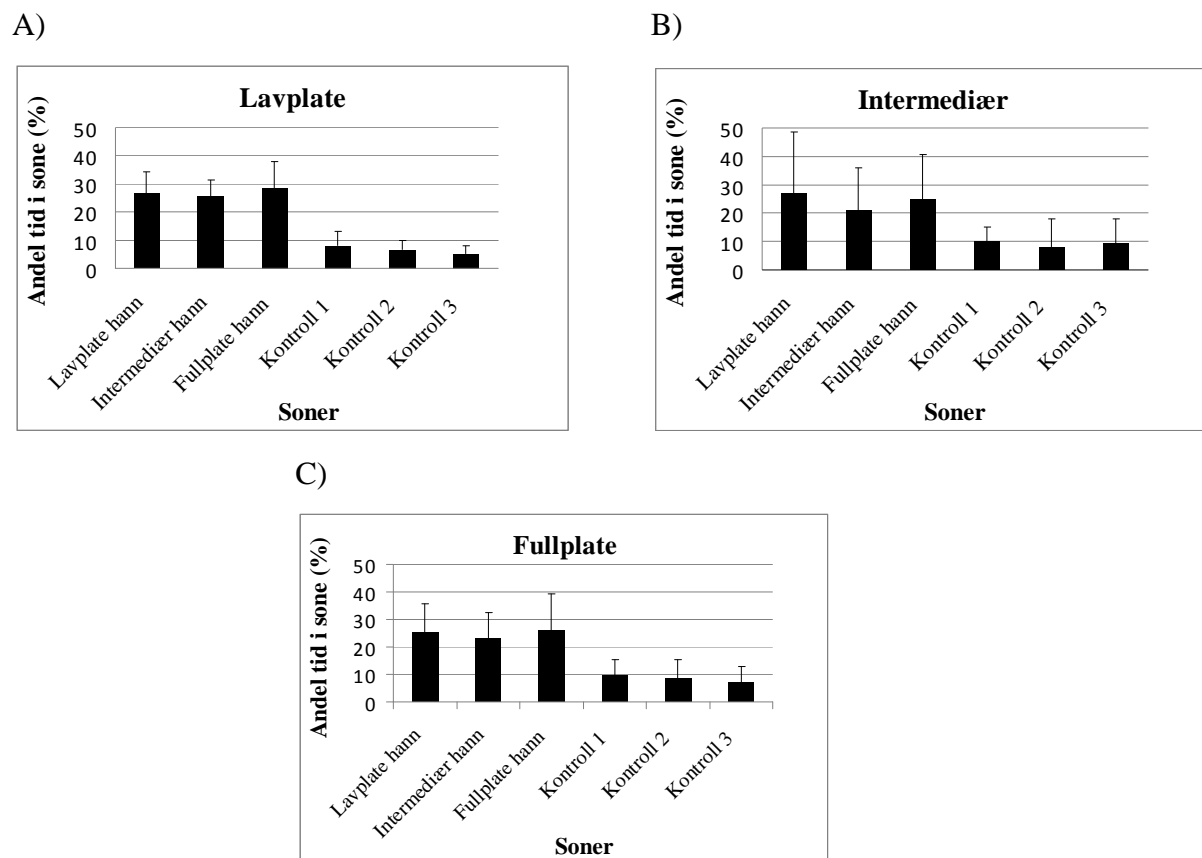 A)
Lavplate
Andel tid i sone (%)
50
40
30
20
10
0
Lavplate hann
Intermediær hann
Fullplate hann
Kontroll 1
Kontroll 2
Kontroll 3
Soner
B)
Intermediær
Andel tid i sone (%)
50
40
30
20
10
0
Lavplate hann
Intermediær hann
Fullplate hann
Kontroll 1
Kontroll 2
Kontroll 3
Soner
C)
Fullplate
Andel tid i sone (%)
50
40
30
20
10
0
Lavplate hann
Intermediær hann
Fullplate hann
Kontroll 1
Kontroll 2
Kontroll 3
Soner